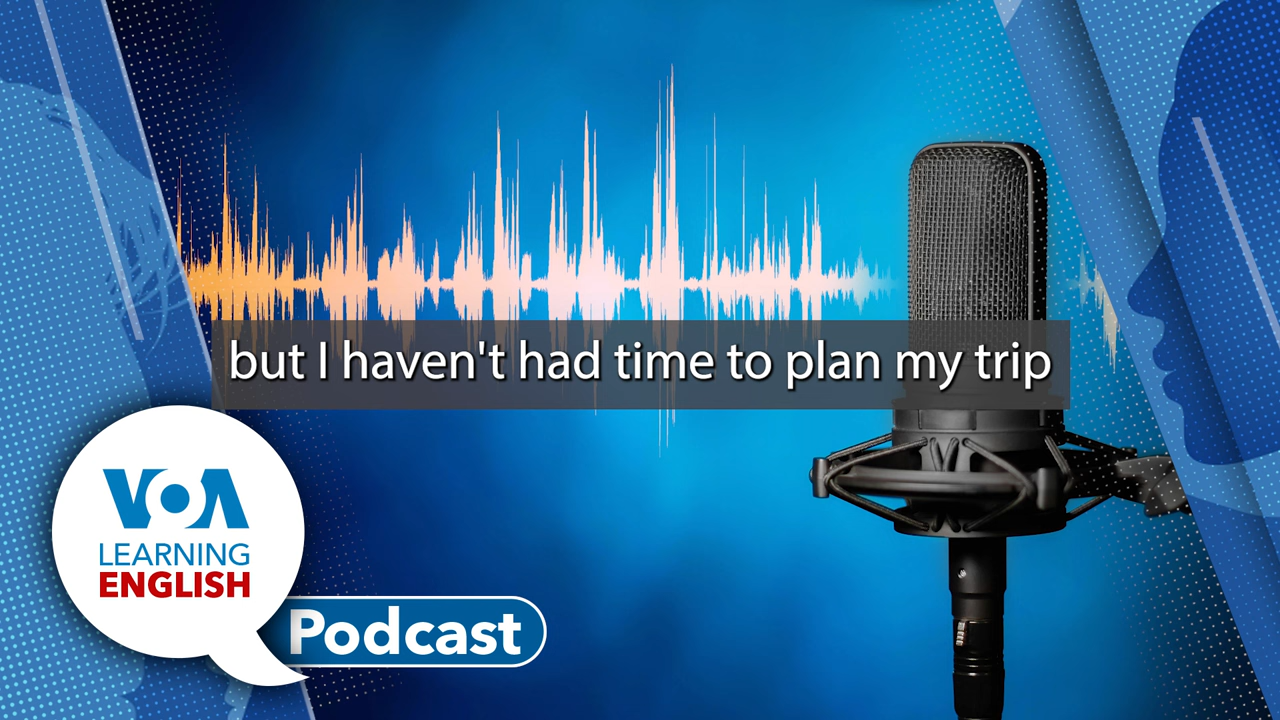 but I haven't had time to plan my trip
VOA
LEARNING
ENGLISH
Podcast